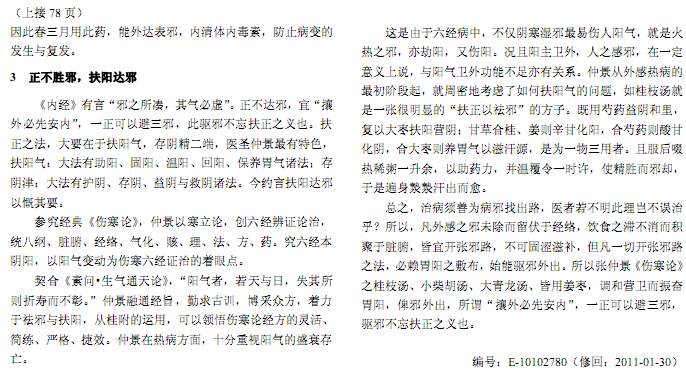 （上接 78 页）
因此春三月用此药，能外达表邪，内清体内毒素，防止病变的
发生与复发。
3 正不胜邪，扶阳达邪
《内经》有言“邪之所凑，其气必虚”。正不达邪，宜“攘
外必先安内”，一正可以避三邪，此驱邪不忘扶正之义也。扶
正之法，大要在于扶阳气，存阴精二端，医圣仲景最有特色，
扶阳气：大法有助阳、固阳、温阳、回阳、保养胃气诸法；存
阴津：大法有护阴、存阴、益阴与救阴诸法。今约言扶阳达邪
以慨其要。
参究经典《伤寒论》，仲景以寒立论，创六经辨证论治，
统八纲、脏腑、经络、气化、赅、理、法、方、药。究六经本
阴阳，以阳气变动为伤寒六经证治的着眼点。
契合《素问·生气通天论》，“阳气者，若天与日，失其所
则折寿而不彰。”仲景融通经旨，勤求古训，博采众方，着力
于祛邪与扶阳，从桂附的运用，可以领悟伤寒论经方的灵活、
简练、严格、捷效。仲景在热病方面，十分重视阳气的盛衰存
亡。
这是由于六经病中，不仅阴寒湿邪最易伤人阳气，就是火
热之邪，亦劫阳，又伤阳。况且阳主卫外，人之感邪，在一定
意义上说，与阳气卫外功能不足亦有关系。仲景从外感热病的
最初阶段起，就周密地考虑了如何扶阳气的问题，如桂枝汤就
是一张很明显的“扶正以祛邪”的方子。既用芍药益阴和里，
复以大枣扶阳营阴；甘草合桂、姜则辛甘化阳，合芍药则酸甘
化阴，合大枣则养胃气以滋汗源，是为一物三用者。且服后啜
热稀粥一升余，以助药力，并温覆令一时许，使精胜而邪却，
于是遍身漐漐汗出而愈。
总之，治病须善为病邪找出路，医者若不明此理岂不误治
乎？所以，凡外感之邪未除而留伏于经络，饮食之滞不消而积
聚于脏腑，皆宜开张邪路，不可固涩滋补，但凡一切开张邪路
之法，必赖胃阳之敷布，始能驱邪外出。所以张仲景《伤寒论》
之桂枝汤、小柴胡汤、大青龙汤、皆用姜枣，调和营卫而振奋
胃阳，俾邪外出，所谓“攘外必先安内”，一正可以避三邪，
驱邪不忘扶正之义也。
编号：E-10102780（修回：2011-01-30）